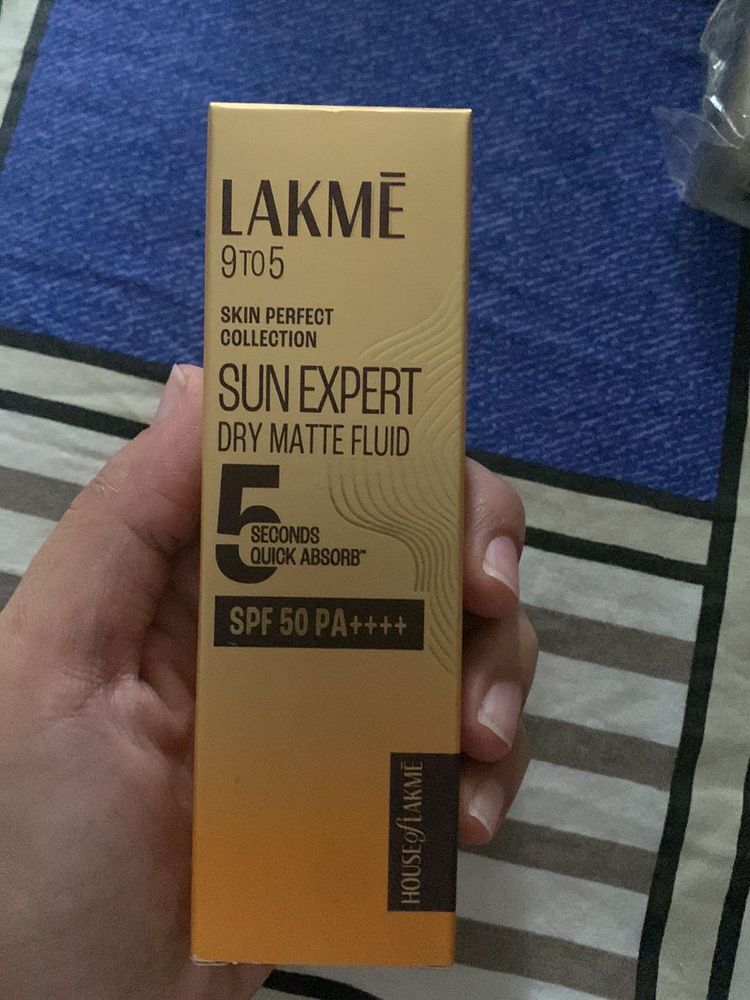 LAKMĒ
9TO5
SKIN PERFECT
COLLECTION
SUN EXPERT
DRY MATTE FLUID
5
SECONDS
QUICK ABSORB™
SPF 50 PA++++
HOUSE of LAKMĒ